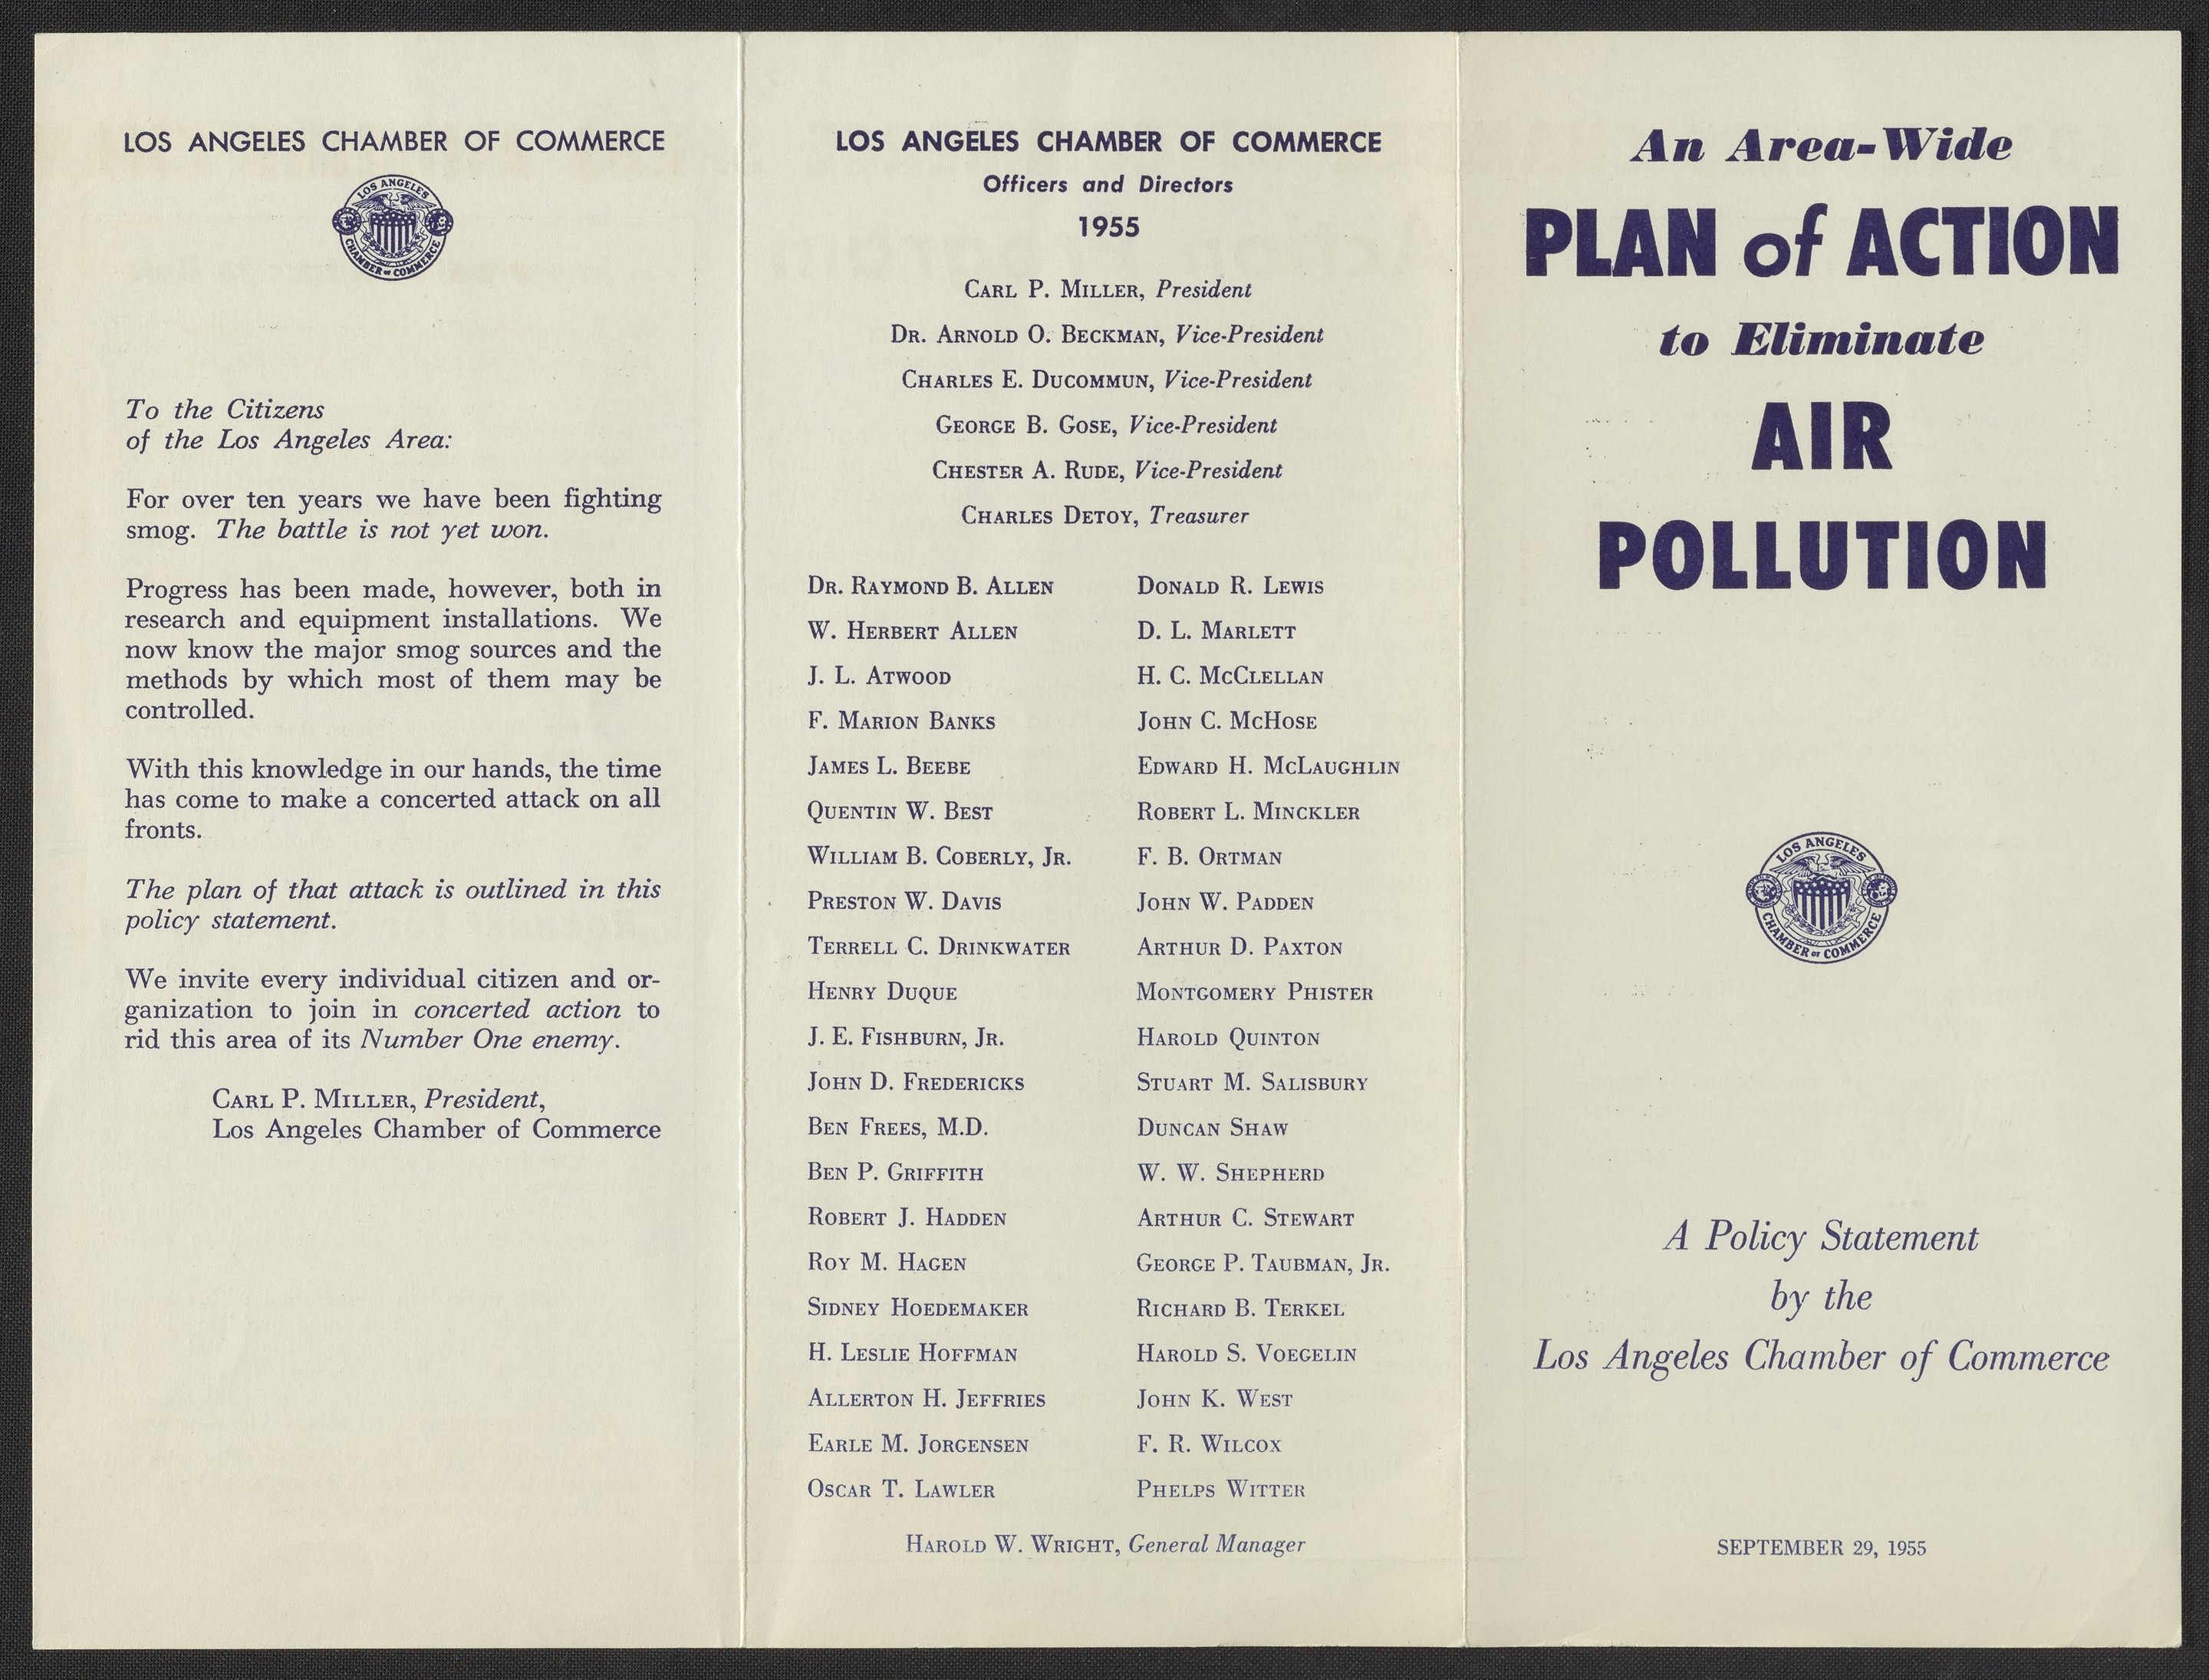 LOS ANGELES CHAMBER OF COMMERCE
LOS ANGELES
CHAMBER OF COMMERCE
To the Citizens
of the Los Angeles Area:
For over ten years we have been fighting
smog. The battle is not yet won.
Progress has been made, however, both in
research and equipment installations. We
now know the major smog sources and the
methods by which most of them may be
controlled.
With this knowledge in our hands, the time
has come to make a concerted attack on all
fronts.
The plan of that attack is outlined in this
policy statement.
We invite every individual citizen and or-
ganization to join in concerted action to
rid this area of its Number One enemy.
CARL P. MILLER, President,
Los Angeles Chamber of Commerce
LOS ANGELES CHAMBER OF COMMERCE
Officers and Directors
1955
CARL P. MILLER, President
DR. ARNOLD O. BECKMAN, Vice-President
CHARLES E. DUCOMMUN, Vice-President
GEORGE B. GOSE, Vice-President
CHESTER A. RUDE, Vice-President
CHARLES DETOY, Treasurer
DR. RAYMOND B. ALLEN
W. HERBERT ALLEN
J. L. ATWOOD
F. MARION BANKS
JAMES L. BEEBE
QUENTIN W. BEST
WILLIAM B. COBERLY, JR.
PRESTON W. DAVIS
TERRELL C. DRINKWATER
HENRY DUQUE
J. E. FISHBURN, JR.
JOHN D. FREDERICKS
BEN FREES, M.D.
BEN P. GRIFFITH
ROBERT J. HADDEN
ROY M. HAGEN
SIDNEY HOEDEMAKER
H. LESLIE HOFFMAN
ALLERTON H. JEFFRIES
EARLE M. JORGENSEN
OSCAR T. LAWLER
DONALD R. LEWIS
D. L. MARLETT
H. C. MCCLELLAN
JOHN C. MCHOSE
EDWARD H. MCLAUGHLIN
ROBERT L. MINCKLER
F. B. ORTMAN
JOHN W. PADDEN
ARTHUR D. PAXTON
MONTGOMERY PHISTER
HAROLD QUINTON
STUART M. SALISBURY
DUNCAN SHAW
W. W. SHEPHERD
ARTHUR C. STEWART
GEORGE P. TAUBMAN, JR.
RICHARD B. TERKEL
HAROLD S. VOEGELIN
JOHN K. WEST
F. R. WILCOX
PHELPS WITTER
HAROLD W. WRIGHT, General Manager
An Area-Wide
PLAN of ACTION
to Eliminate
AIR
POLLUTION
LOS ANGELES
CHAMBER OF COMMERCE
A Policy Statement
by the
Los Angeles Chamber of Commerce
SEPTEMBER 29, 1955